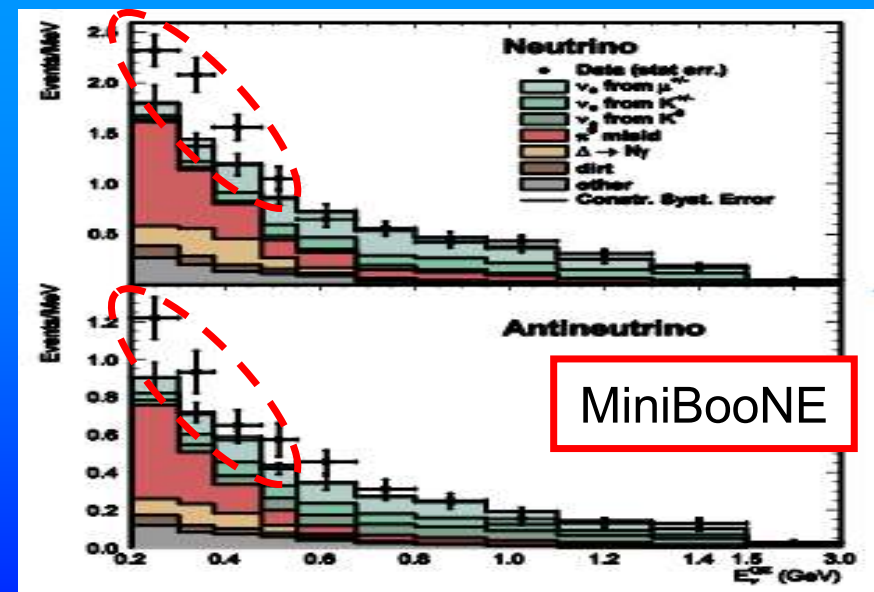 Neutrino
Events/MeV
2.5
2.0
1.5
1.0
0.5
Data (stat err.)
νe from μ+/-
νe from K+/-
νe from K0
π0 misid
Δ → Nγ
dirt
other
Constr. Syst. Error
Antineutrino
Events/MeV
1.2
1.0
0.8
0.6
0.4
0.2
0.0
MiniBooNE
0.2 0.4 0.6 0.8 1.0 1.2 1.4 1.5 3.0
EνQE (GeV)